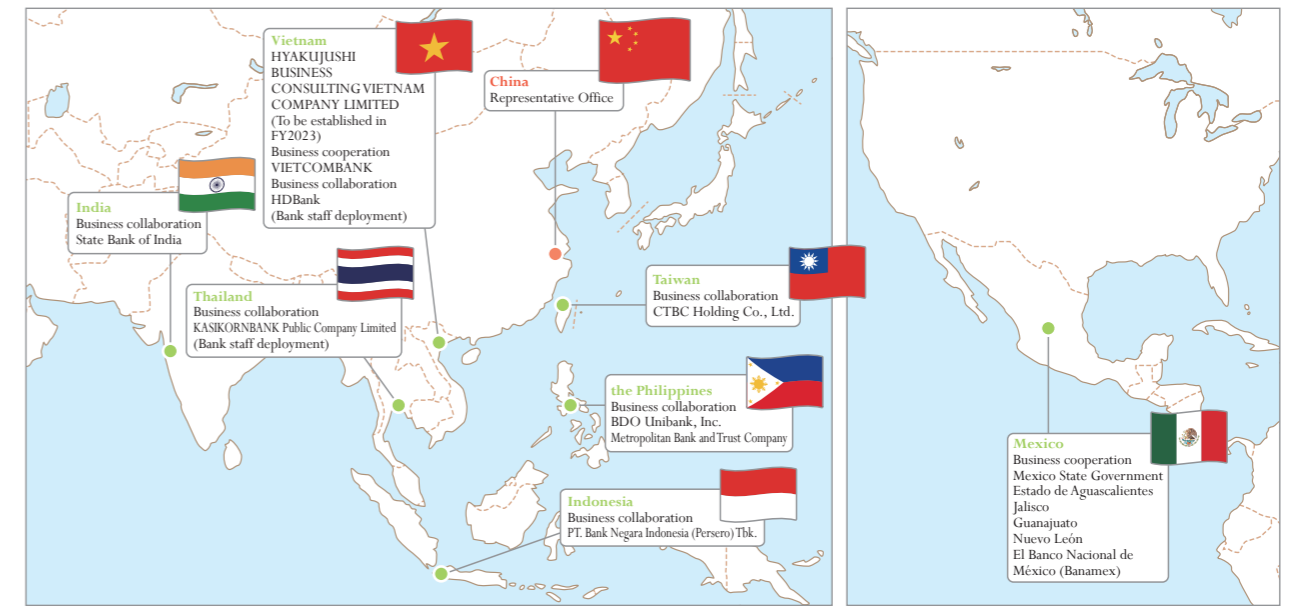 Vietnam
HYAKUJUSHI
BUSINESS
CONSULTING VIETNAM
COMPANY LIMITED
(To be established in
FY2023)
Business cooperation
VIETCOMBANK
Business collaboration
HDBank
(Bank staff deployment)
China
Representative Office
India
Business collaboration
State Bank of India
Thailand
Business collaboration
KASIKORNBANK Public Company Limited
(Bank staff deployment)
Taiwan
Business collaboration
CTBC Holding Co., Ltd.
the Philippines
Business collaboration
BDO Unibank, Inc.
Metropolitan Bank and Trust Company
Indonesia
Business collaboration
PT. Bank Negara Indonesia (Persero) Tbk.
Mexico
Business cooperation
Mexico State Government
Estado de Aguascalientes
Jalisco
Guanajuato
Nuevo León
El Banco Nacional de
México (Banamex)